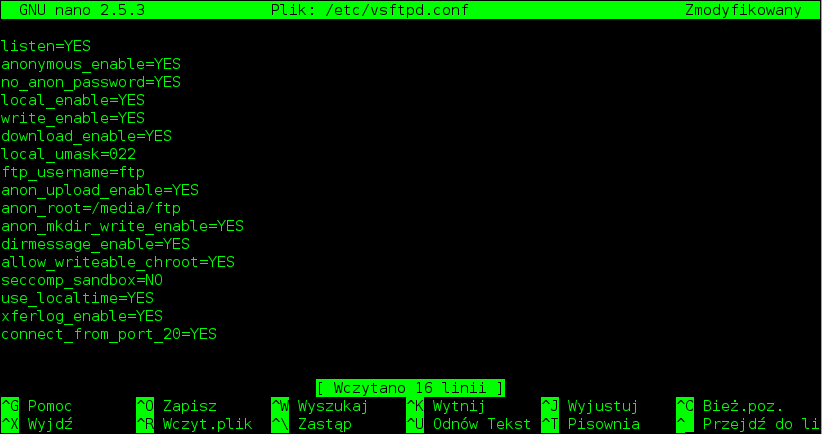 GNU nano 2.5.3 Plik: /etc/vsftpd.conf Zmodyfikowany
listen=YES
anonymous_enable=YES
no_anon_password=YES
local_enable=YES
write_enable=YES
download_enable=YES
local_umask=022
ftp_username=ftp
anon_upload_enable=YES
anon_root=/media/ftp
anon_mkdir_write_enable=YES
dirmessage_enable=YES
allow_writeable_chroot=YES
seccomp_sandbox=NO
use_localtime=YES
xferlog_enable=YES
connect_from_port_20=YES
[ Wczytano 16 linii ]
^G Pomoc ^O Zapisz ^W Wyszukaj ^K Wytnij ^J Wyjustuj ^C Bież.poz.
^X Wyjdź ^R Wczyt.plik ^\ Zastąp ^U Odnów Tekst ^T Pisownia ^_ Przejdź do li